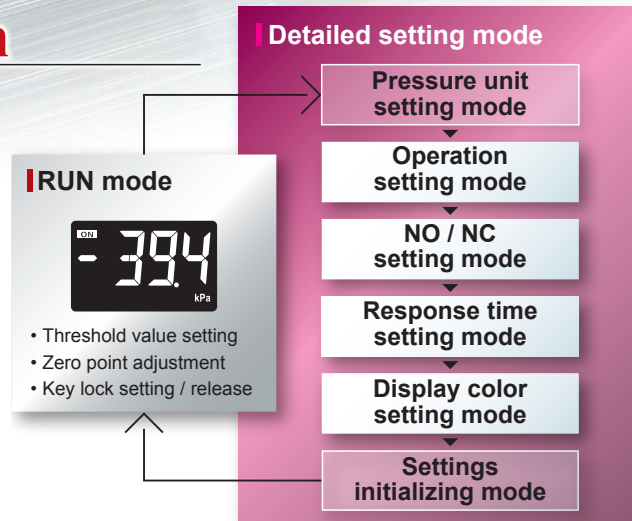 n
Detailed setting mode
Pressure unit
setting mode
Operation
setting mode
NO / NC
setting mode
Response time
setting mode
Display color
setting mode
Settings
initializing mode
RUN mode
ON
- 39.4
kPa
• Threshold value setting
• Zero point adjustment
• Key lock setting / release